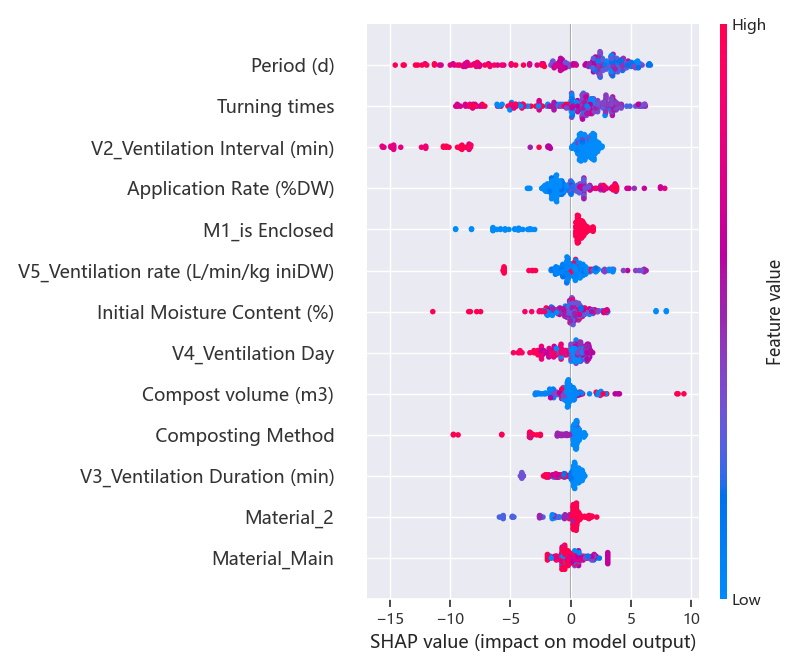 High
Period (d)
Turning times
V2_Ventilation Interval (min)
Application Rate (%DW)
M1_is Enclosed
V5_Ventilation rate (L/min/kg iniDW)
Initial Moisture Content (%)
V4_Ventilation Day
Compost volume (m3)
Composting Method
V3_Ventilation Duration (min)
Material_2
Material_Main
Feature value
Low
−15 −10 −5 0 5 10
SHAP value (impact on model output)